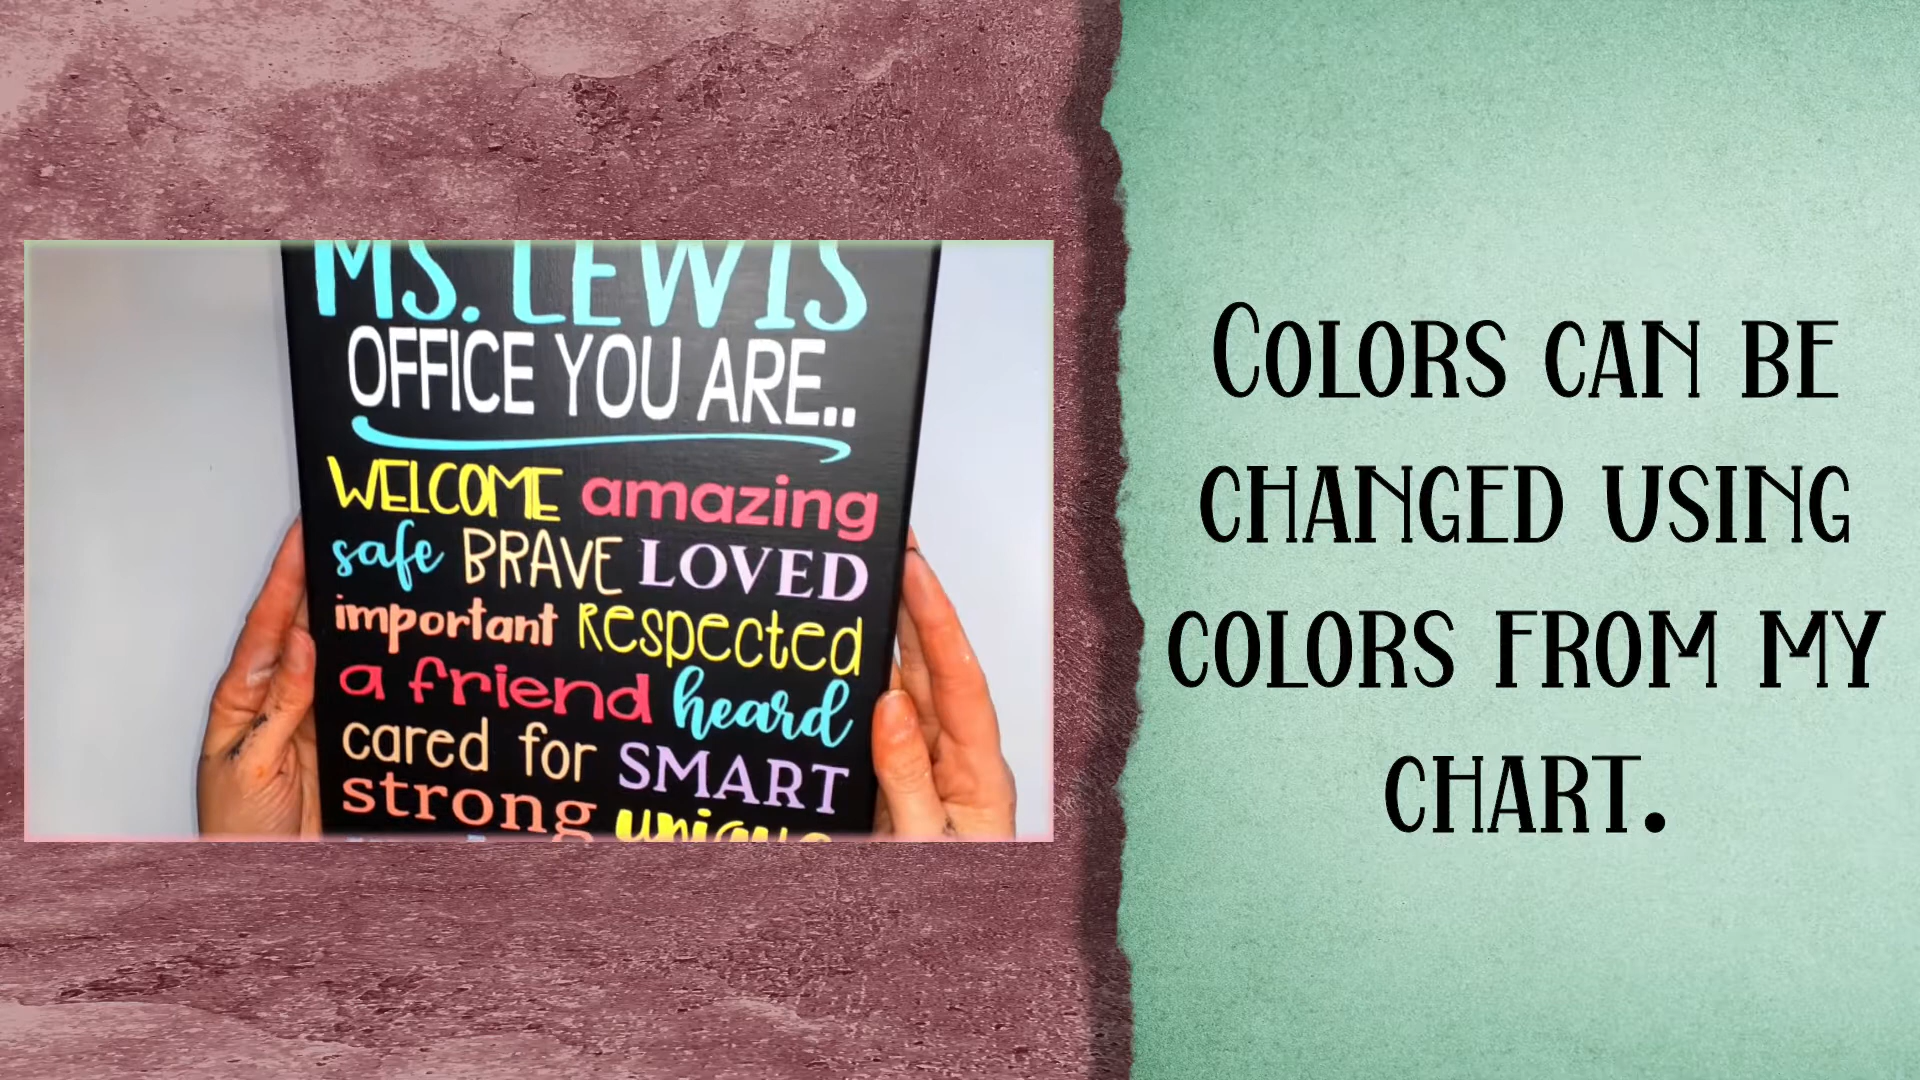 MS. LEWIS
OFFICE YOU ARE..
WELCOME amazing
safe BRAVE LOVED
important Respected
a friend heard
cared for SMART
strong unique
Colors can be
changed using
colors from my
chart.